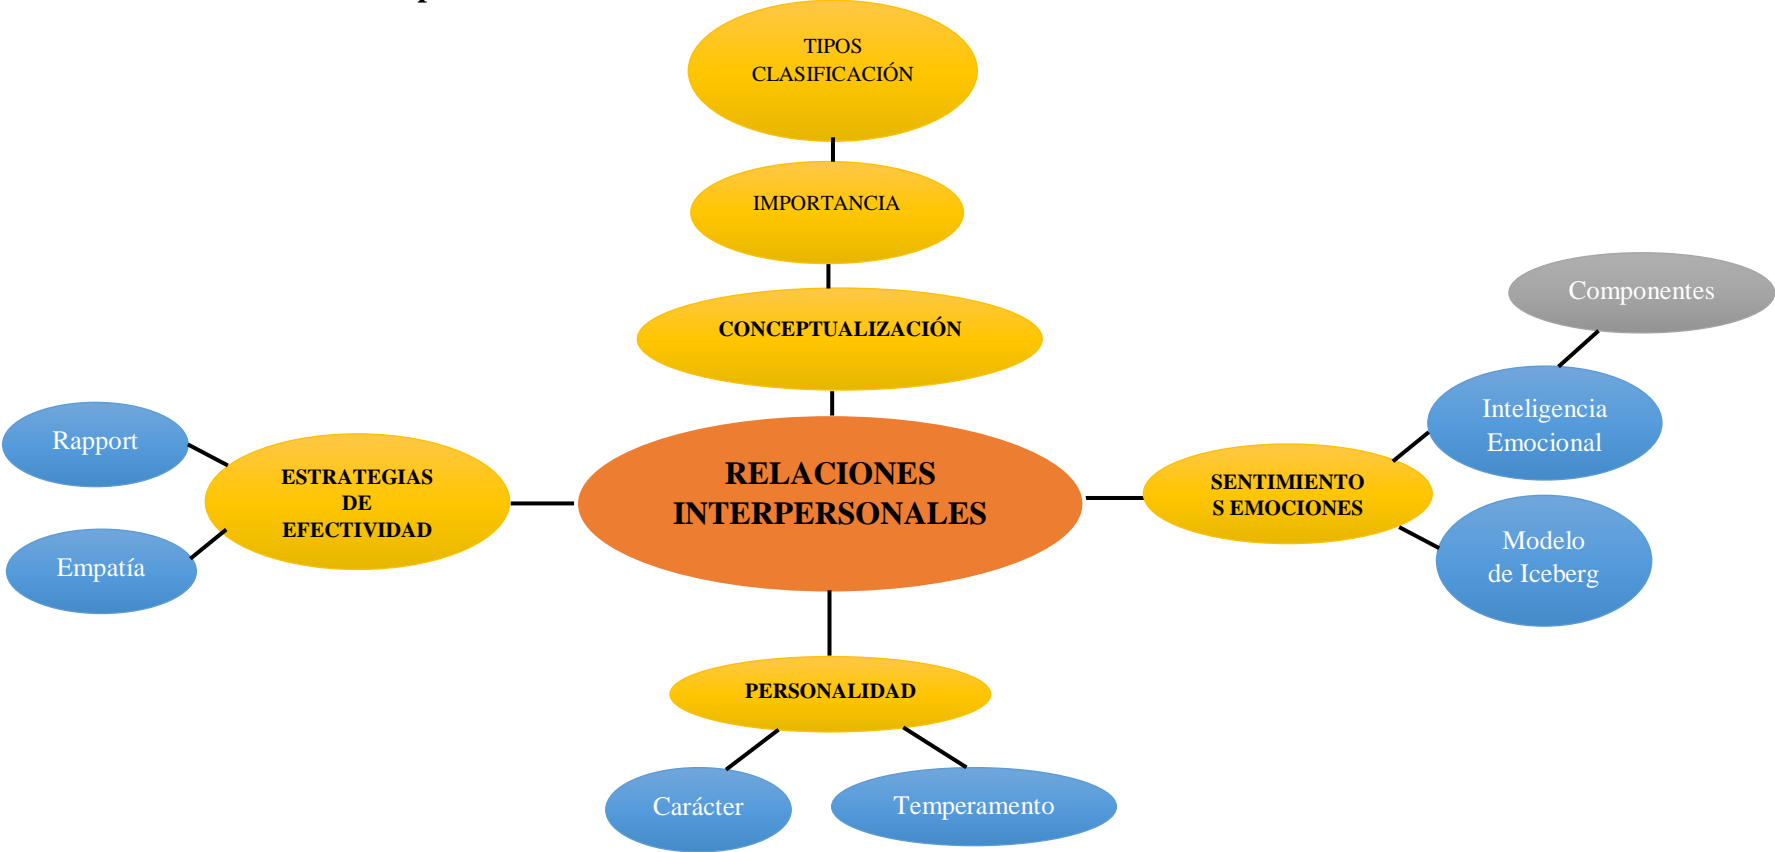 TIPOS
CLASIFICACIÓN
IMPORTANCIA
CONCEPTUALIZACIÓN
Componentes
Inteligencia
Emocional
Rapport
ESTRATEGIAS
DE
EFECTIVIDAD
RELACIONES
INTERPERSONALES
SENTIMIENTO
S EMOCIONES
Modelo
de Iceberg
Empatía
PERSONALIDAD
Carácter
Temperamento